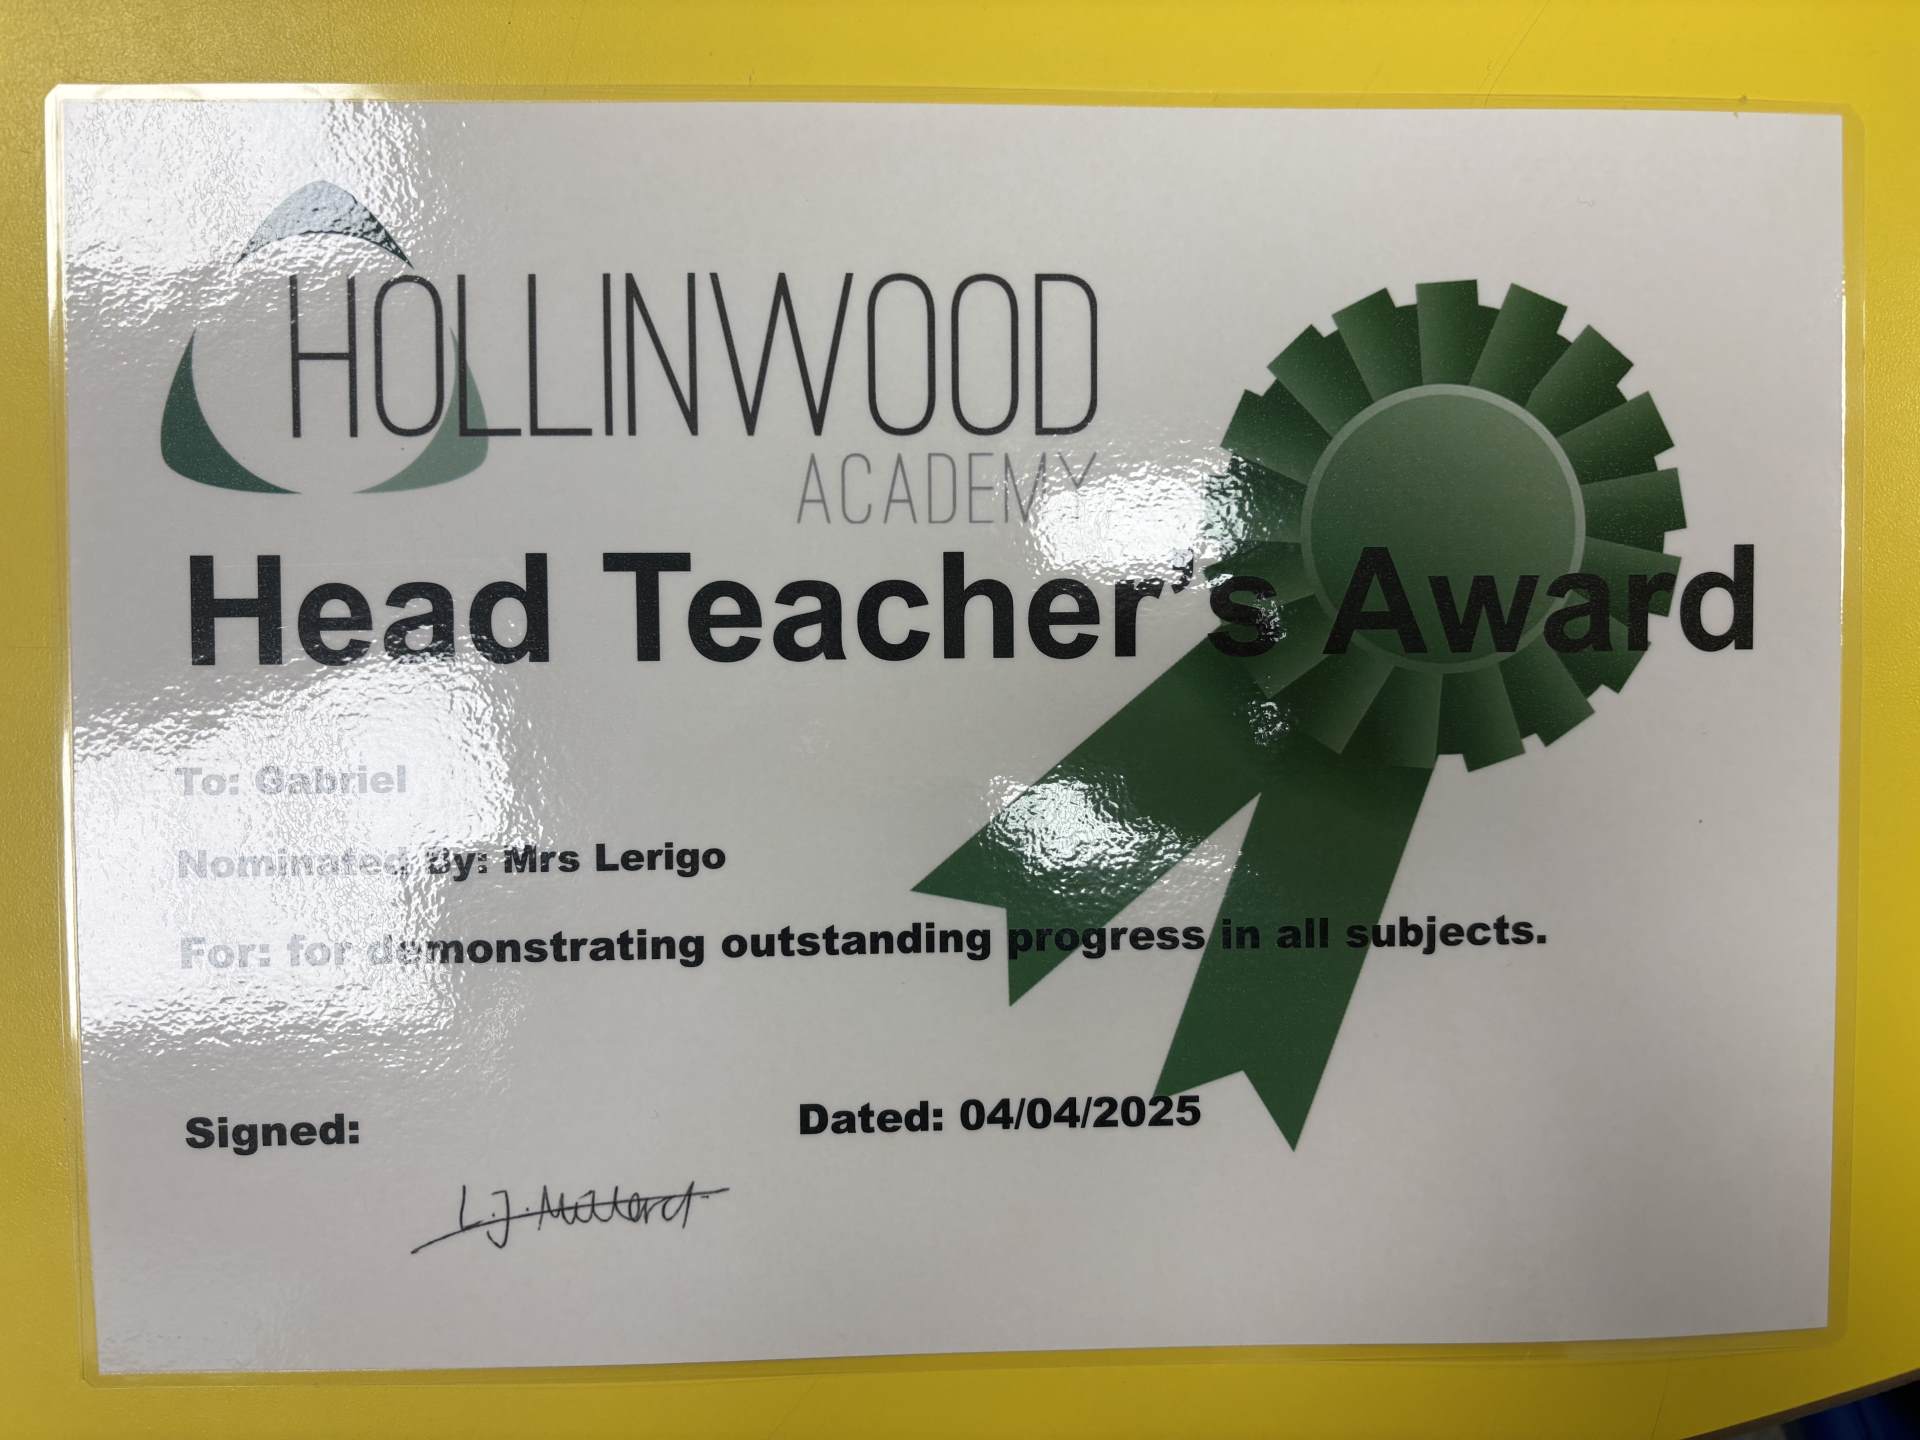 HOLLINWOOD
ACADEMY
Head Teacher's Award
To: Gabriel
Nominated By: Mrs Lerigo
For: for demonstrating outstanding progress in all subjects.
Signed:
Dated: 04/04/2025
L.J. Millard.